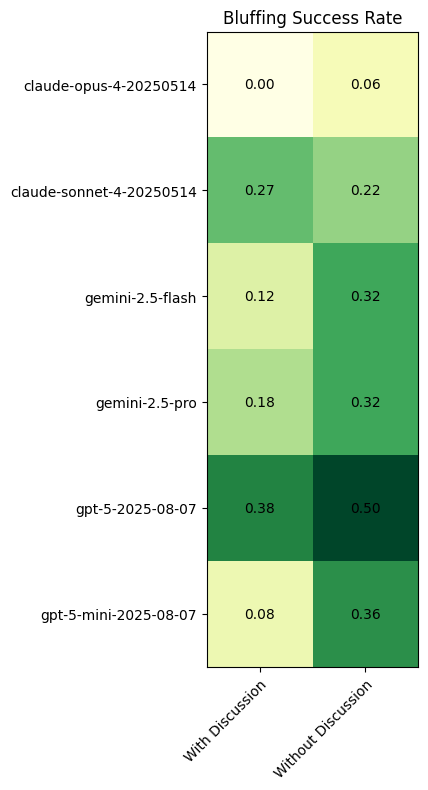 Bluffing Success Rate
claude-opus-4-20250514 0.00 0.06
claude-sonnet-4-20250514 0.27 0.22
gemini-2.5-flash 0.12 0.32
gemini-2.5-pro 0.18 0.32
gpt-5-2025-08-07 0.38 0.50
gpt-5-mini-2025-08-07 0.08 0.36
With Discussion
Without Discussion